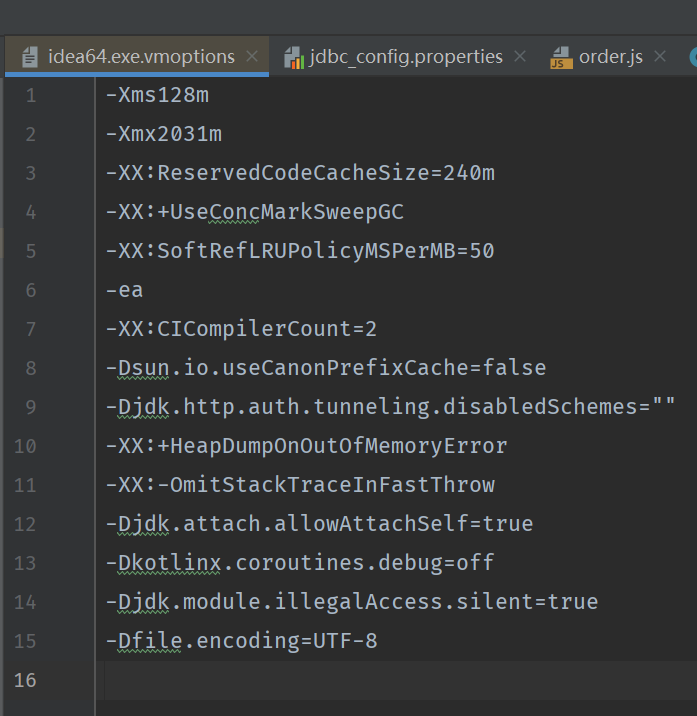 idea64.exe.vmoptions jdbc_config.properties order.js
JS
1 -Xms128m
2 -Xmx2031m
3 -XX:ReservedCodeCacheSize=240m
4 -XX:+UseConcMarkSweepGC
5 -XX:SoftRefLRUPolicyMSPerMB=50
6 -ea
7 -XX:CICompilerCount=2
8 -Dsun.io.useCanonPrefixCache=false
9 -Djdk.http.auth.tunneling.disabledSchemes=""
10 -XX:+HeapDumpOnOutOfMemoryError
11 -XX:-OmitStackTraceInFastThrow
12 -Djdk.attach.allowAttachSelf=true
13 -Dkotlinx.coroutines.debug=off
14 -Djdk.module.illegalAccess.silent=true
15 -Dfile.encoding=UTF-8
16